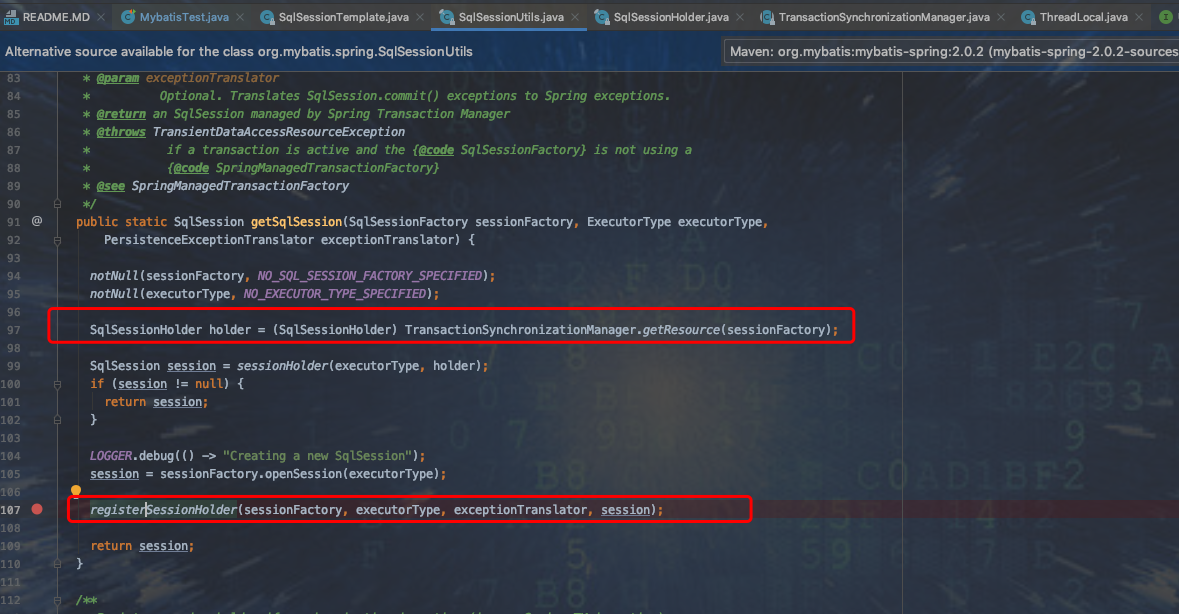 README.MD × MybatisTest.java × SqlSessionTemplate.java × SqlSessionUtils.java × SqlSessionHolder.java × TransactionSynchronizationManager.java × ThreadLocal.java ×
Alternative source available for the class org.mybatis.spring.SqlSessionUtils Maven: org.mybatis:mybatis-spring:2.0.2 (mybatis-spring-2.0.2-sources
83 * @param exceptionTranslator
84 * Optional. Translates SqlSession.commit() exceptions to Spring exceptions.
85 * @return an SqlSession managed by Spring Transaction Manager
86 * @throws TransientDataAccessResourceException
87 * if a transaction is active and the {@code SqlSessionFactory} is not using a
88 * {@code SpringManagedTransactionFactory}
89 * @see SpringManagedTransactionFactory
90 */
91 @ public static SqlSession getSqlSession(SqlSessionFactory sessionFactory, ExecutorType executorType,
92 PersistenceExceptionTranslator exceptionTranslator) {
93
94 notNull(sessionFactory, NO_SQL_SESSION_FACTORY_SPECIFIED);
95 notNull(executorType, NO_EXECUTOR_TYPE_SPECIFIED);
96
97 SqlSessionHolder holder = (SqlSessionHolder) TransactionSynchronizationManager.getResource(sessionFactory);
98
99 SqlSession session = sessionHolder(executorType, holder);
100 if (session != null) {
101 return session;
102 }
103
104 LOGGER.debug(() -> "Creating a new SqlSession");
105 session = sessionFactory.openSession(executorType);
106
107 registerSessionHolder(sessionFactory, executorType, exceptionTranslator, session);
108
109 return session;
110 }
111
112 /**